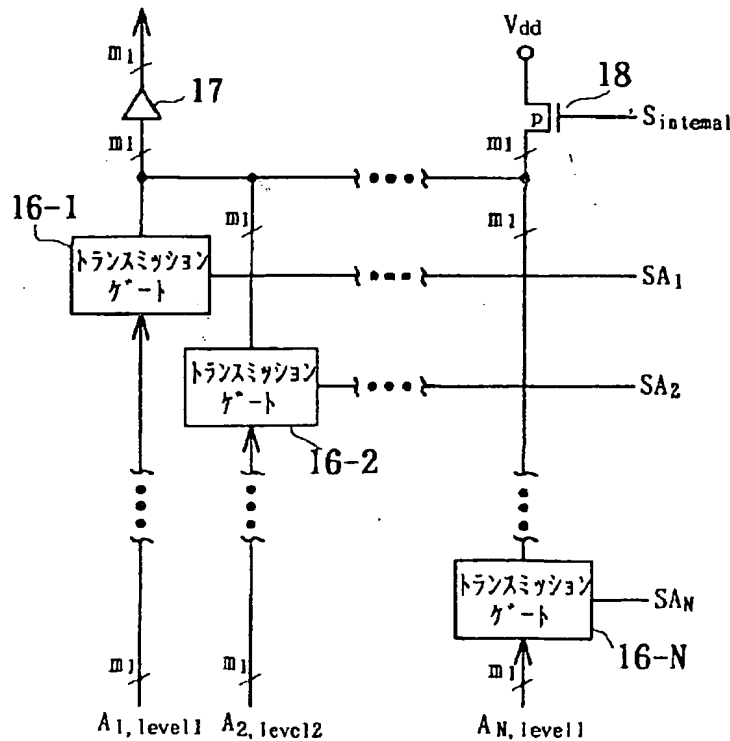 m1
17
m1
Vdd
18
p
Sintemal
m1
16-1
トランスミッション
ゲート
m1
m1
SA1
トランスミッション
ゲート
SA2
16-2
トランスミッション
ゲート
SAN
16-N
m1
m1
m1
A1,level1
A2,level2
AN,level1